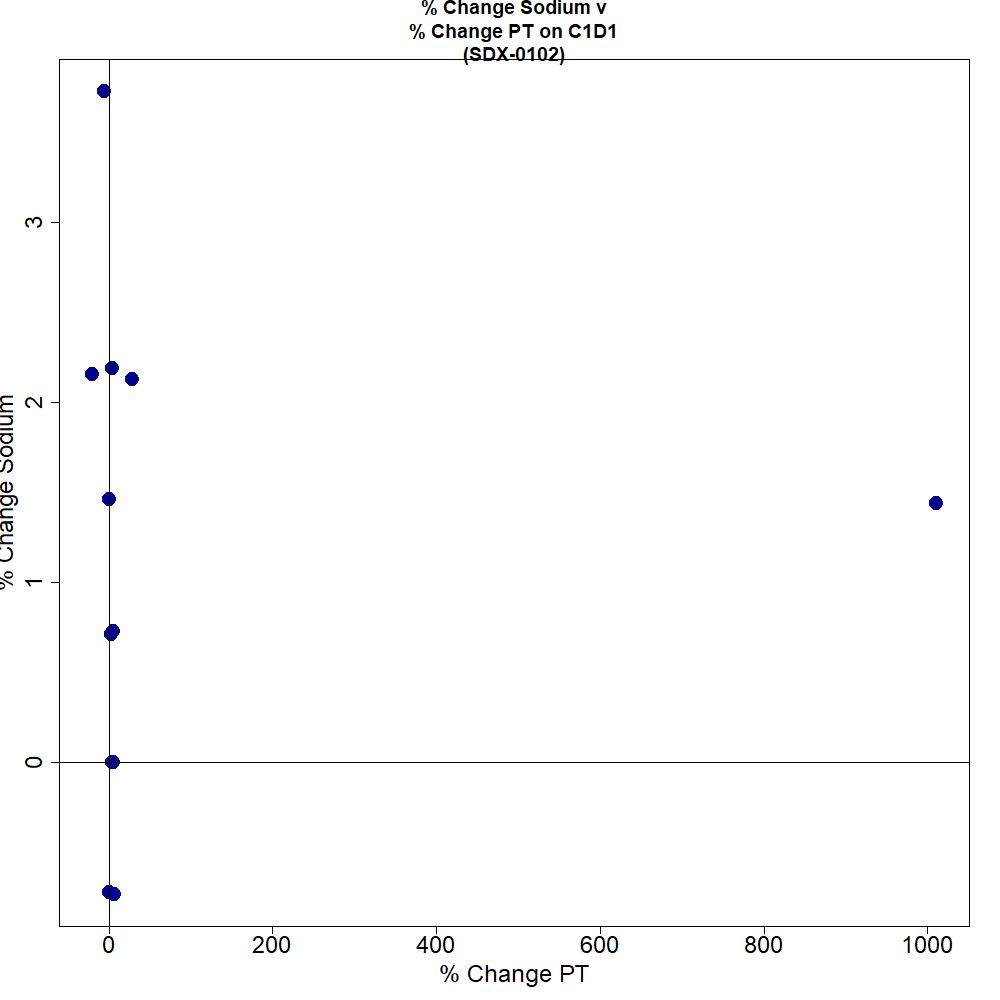 % Change Sodium v
% Change PT on C1D1
(SDX-0102)
% Change Sodium
3
2
1
0
0 200 400 600 800 1000
% Change PT